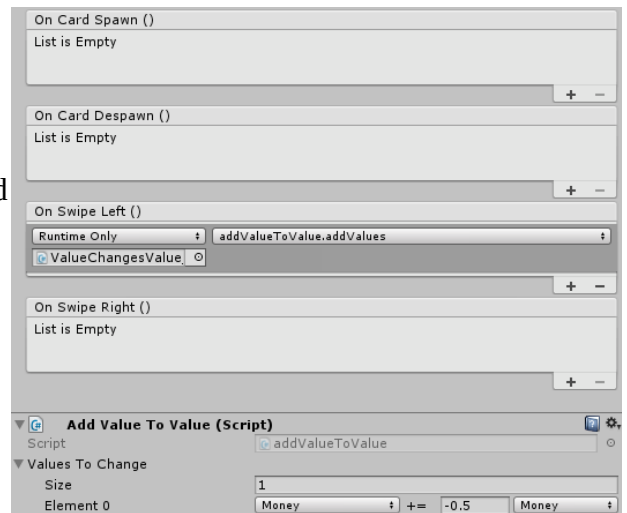 On Card Spawn ()
List is Empty
+ −
On Card Despawn ()
List is Empty
+ −
On Swipe Left ()
Runtime Only addValueToValue.addValues
ValueChangesValue_
+ −
On Swipe Right ()
List is Empty
+ −
Add Value To Value (Script)
Script addValueToValue
Values To Change
Size 1
Element 0 Money += -0.5 Money